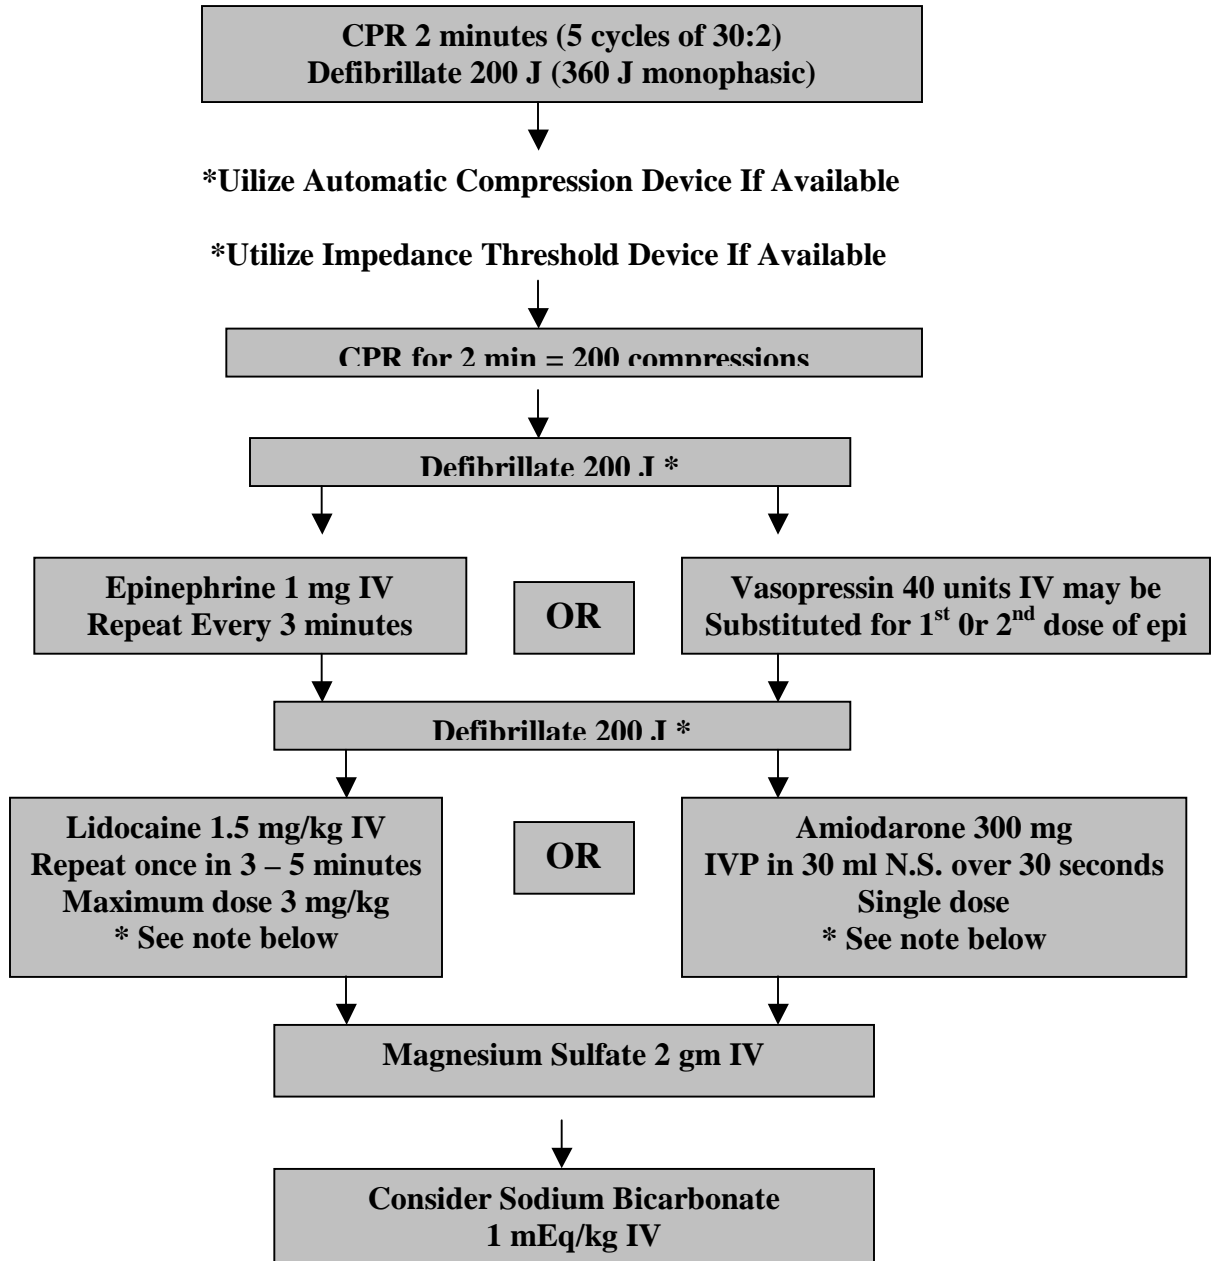 CPR 2 minutes (5 cycles of 30:2)
Defibrillate 200 J (360 J monophasic)
*Uilize Automatic Compression Device If Available
*Utilize Impedance Threshold Device If Available
CPR for 2 min = 200 compressions
Defibrillate 200 J *
Epinephrine 1 mg IV
Repeat Every 3 minutes
OR
Vasopressin 40 units IV may be
Substituted for 1st 0r 2nd dose of epi
Defibrillate 200 J *
Lidocaine 1.5 mg/kg IV
Repeat once in 3 – 5 minutes
Maximum dose 3 mg/kg
* See note below
OR
Amiodarone 300 mg
IVP in 30 ml N.S. over 30 seconds
Single dose
* See note below
Magnesium Sulfate 2 gm IV
Consider Sodium Bicarbonate
1 mEq/kg IV